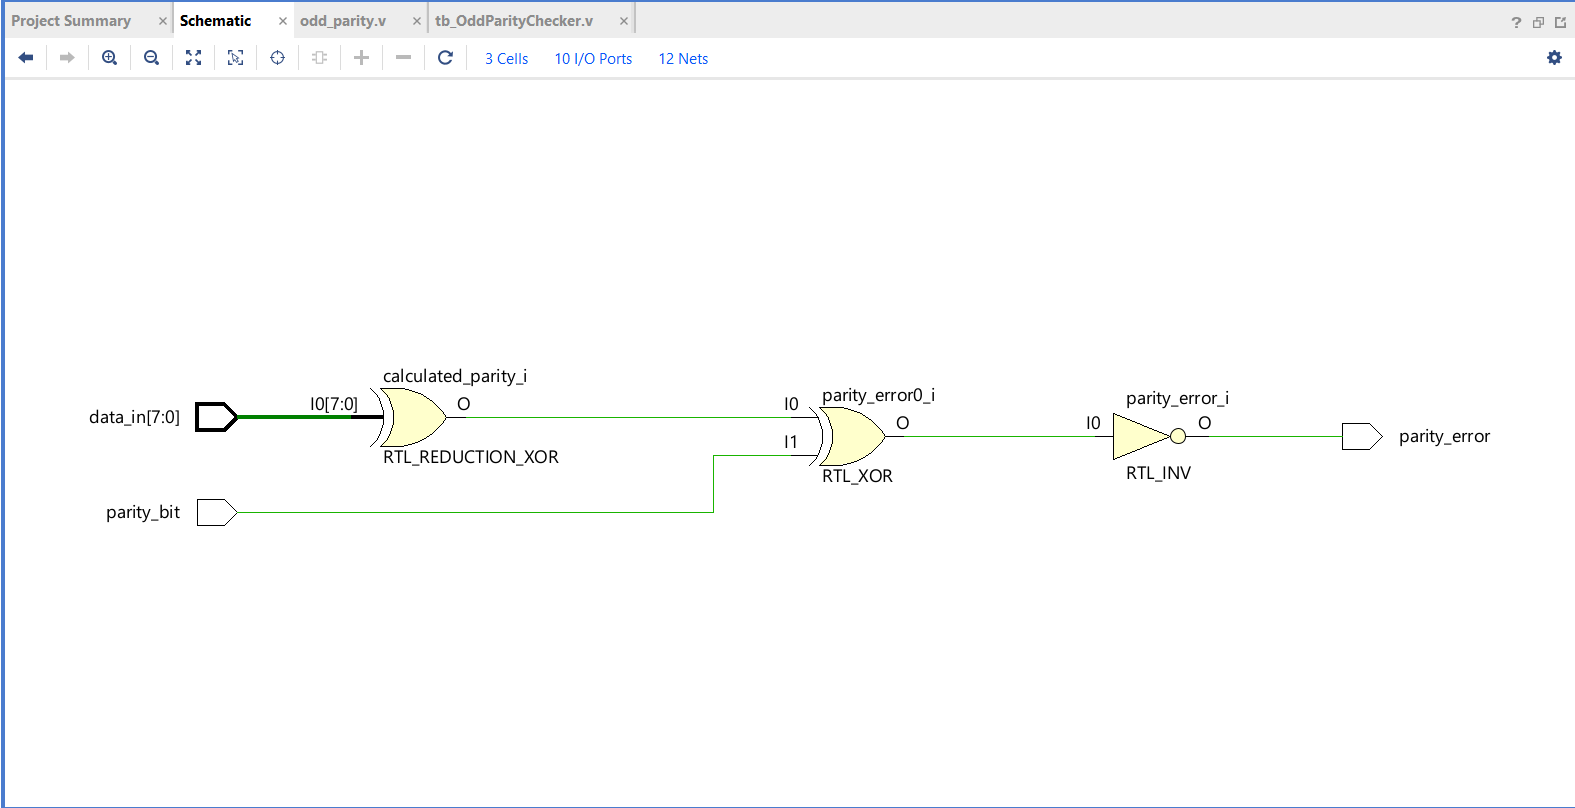 Project Summary × Schematic × odd_parity.v × tb_OddParityChecker.v × ?
3 Cells 10 I/O Ports 12 Nets
calculated_parity_i
data_in[7:0] I0[7:0] O
RTL_REDUCTION_XOR
parity_error0_i
I0 O
I1
RTL_XOR
parity_error_i
I0 O
RTL_INV
parity_error
parity_bit